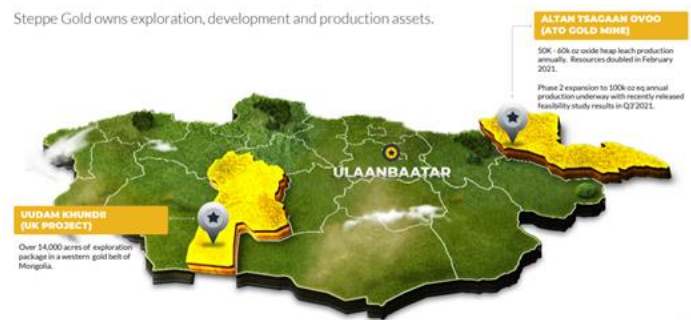 Steppe Gold owns exploration, development and production assets.
ALTAN TSAGAAN OVOO
(ATO GOLD MINE)
50K - 60k oz oxide heap leach production
annually. Resources doubled in February
2021.
Phase 2 expansion to 100k oz eq annual
production underway with recently released
feasibility study results in Q3'2021.
ULAANBAATAR
UUDAM KHUNDII
(UK PROJECT)
Over 14,000 acres of exploration
package in a western gold belt of
Mongolia.